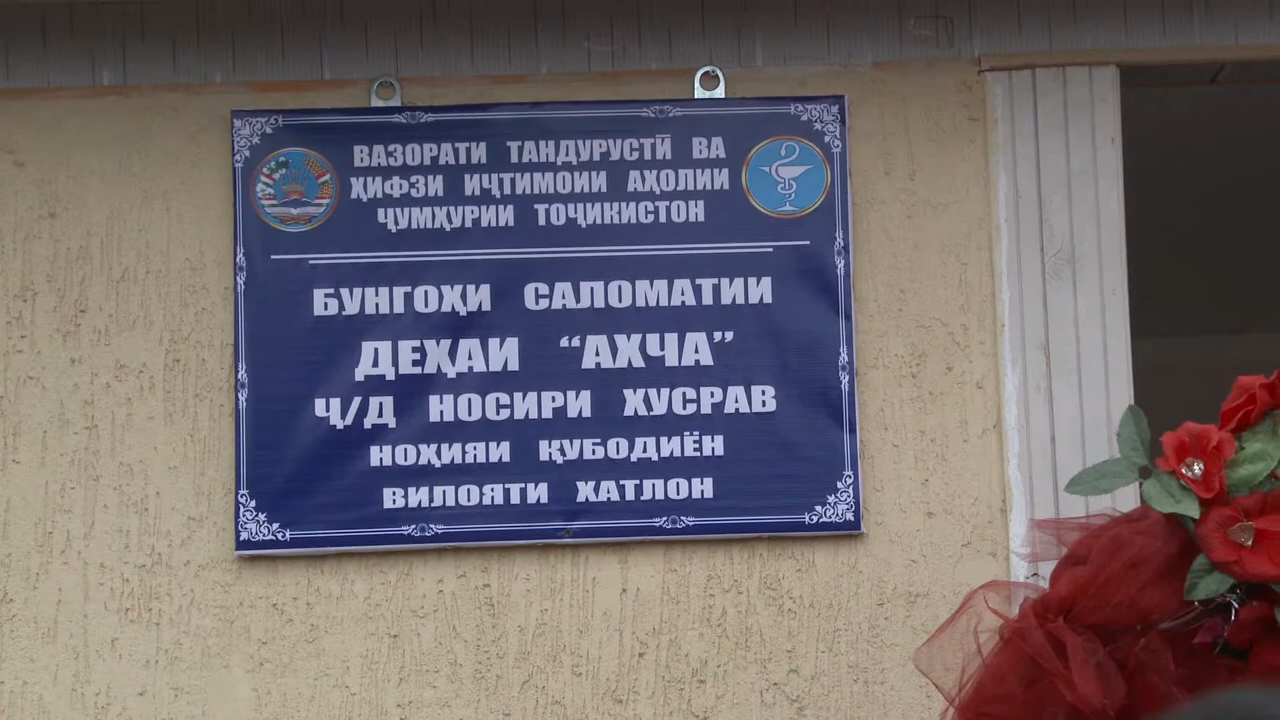 ВАЗОРАТИ ТАНДУРУСТӢ ВА
ҲИФЗИ ИҶТИМОИИ АҲОЛИИ
ҶУМҲУРИИ ТОҶИКИСТОН
БУНГОҲИ САЛОМАТИИ
ДЕҲАИ “АХЧА”
Ҷ/Д НОСИРИ ХУСРАВ
НОҲИЯИ ҚУБОДИЁН
ВИЛОЯТИ ХАТЛОН